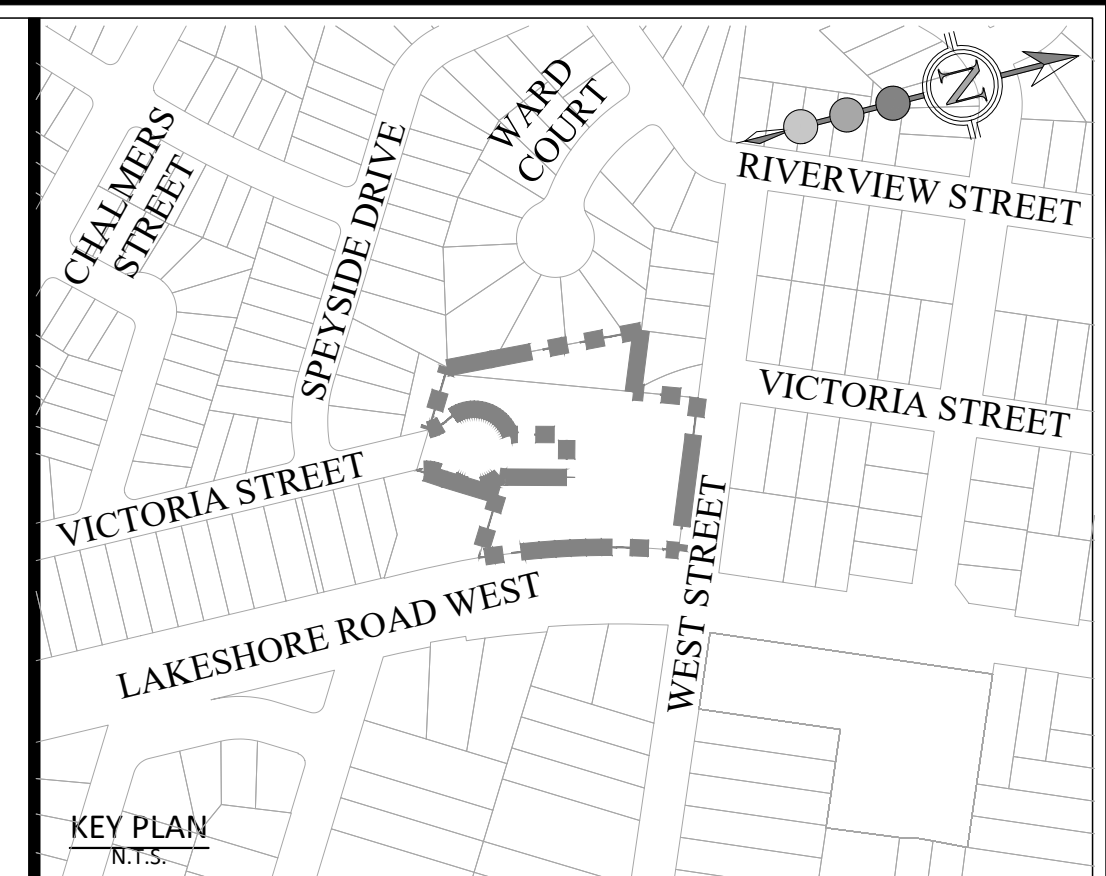 WARD
COURT
N
CHALMERS
STREET
SPEYSIDE DRIVE
RIVERVIEW STREET
VICTORIA STREET
VICTORIA STREET
WEST STREET
LAKESHORE ROAD WEST
KEY PLAN
N.T.S.